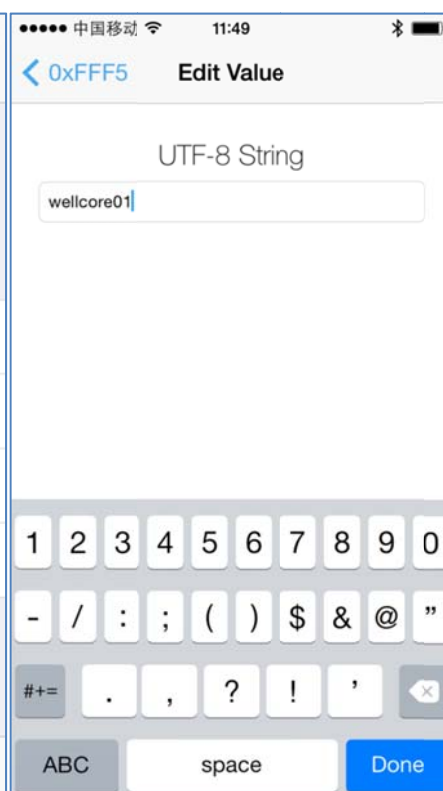 中国移动 11:49
0xFFF5 Edit Value
UTF-8 String
wellcore01
1 2 3 4 5 6 7 8 9 0
- / : ; ( ) $ & @ ”
#+= . , ? ! ’
ABC space Done